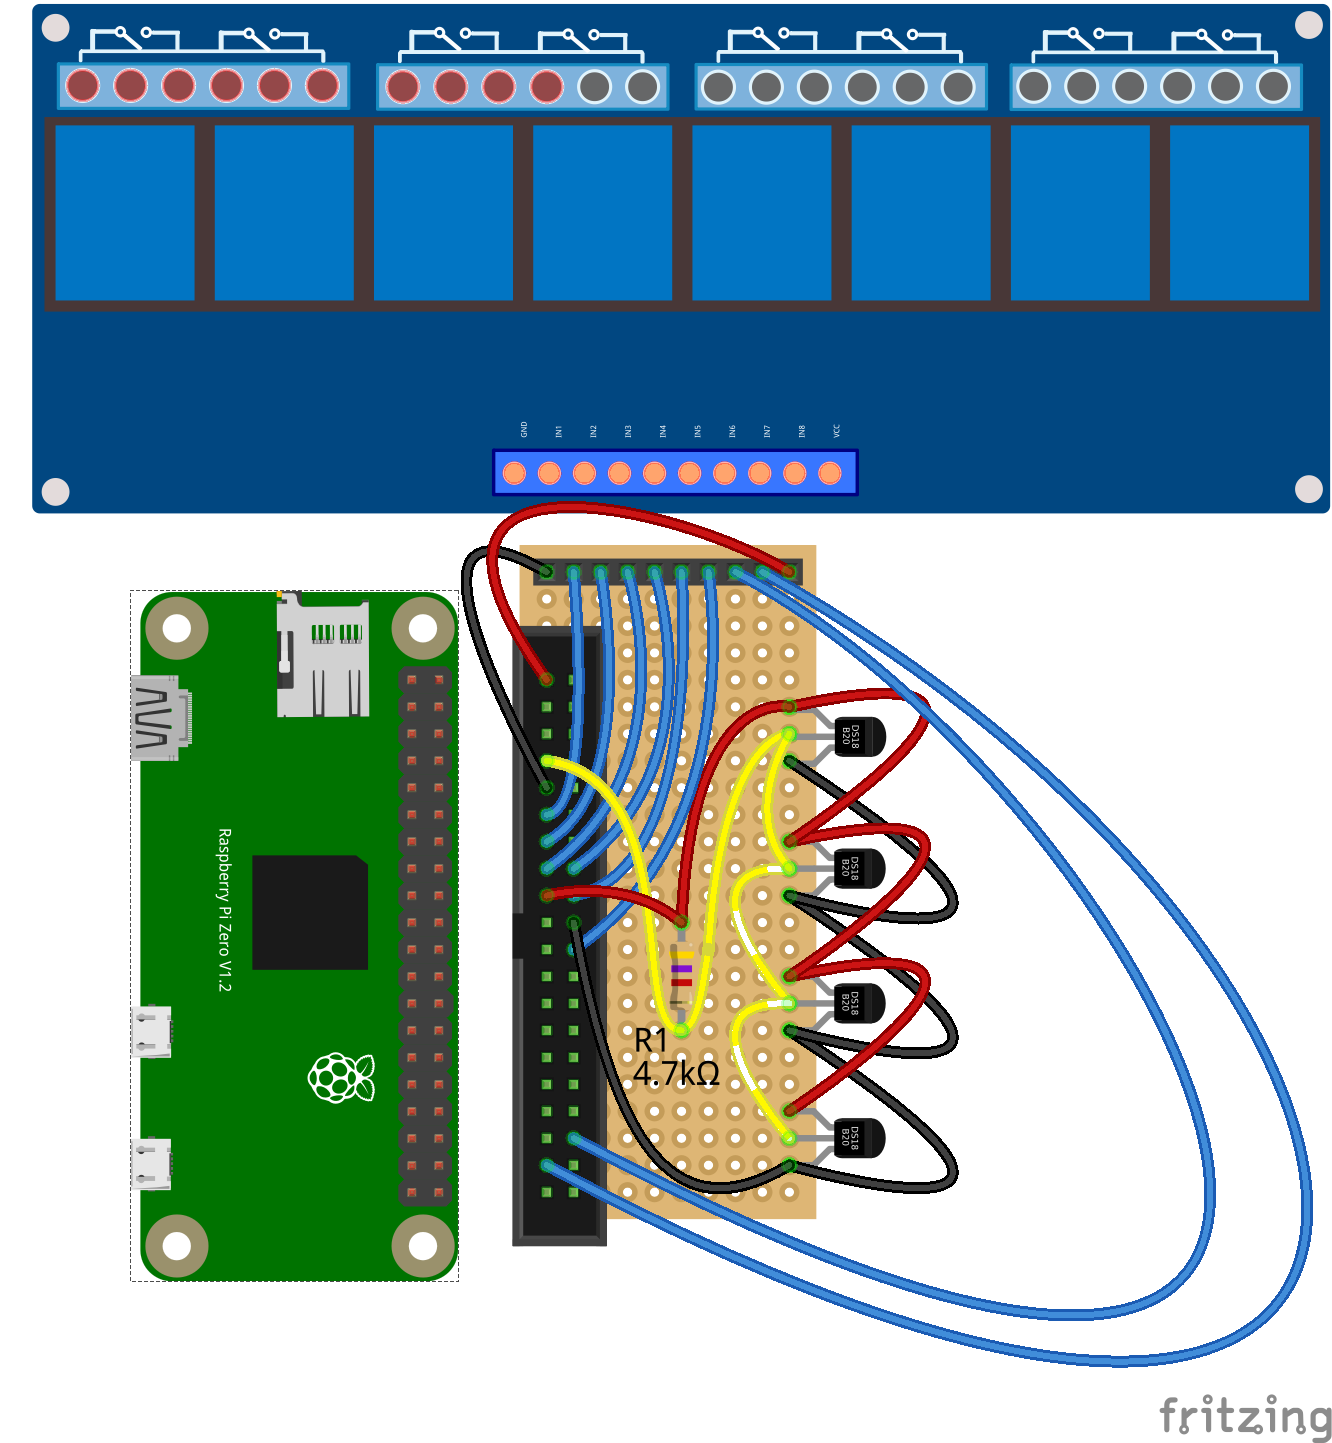 GND
IN1
IN2
IN3
IN4
IN5
IN6
IN7
IN8
VCC
Raspberry Pi Zero V1.2
DS18
B20
DS18
B20
DS18
B20
DS18
B20
R1
4.7kΩ
fritzing